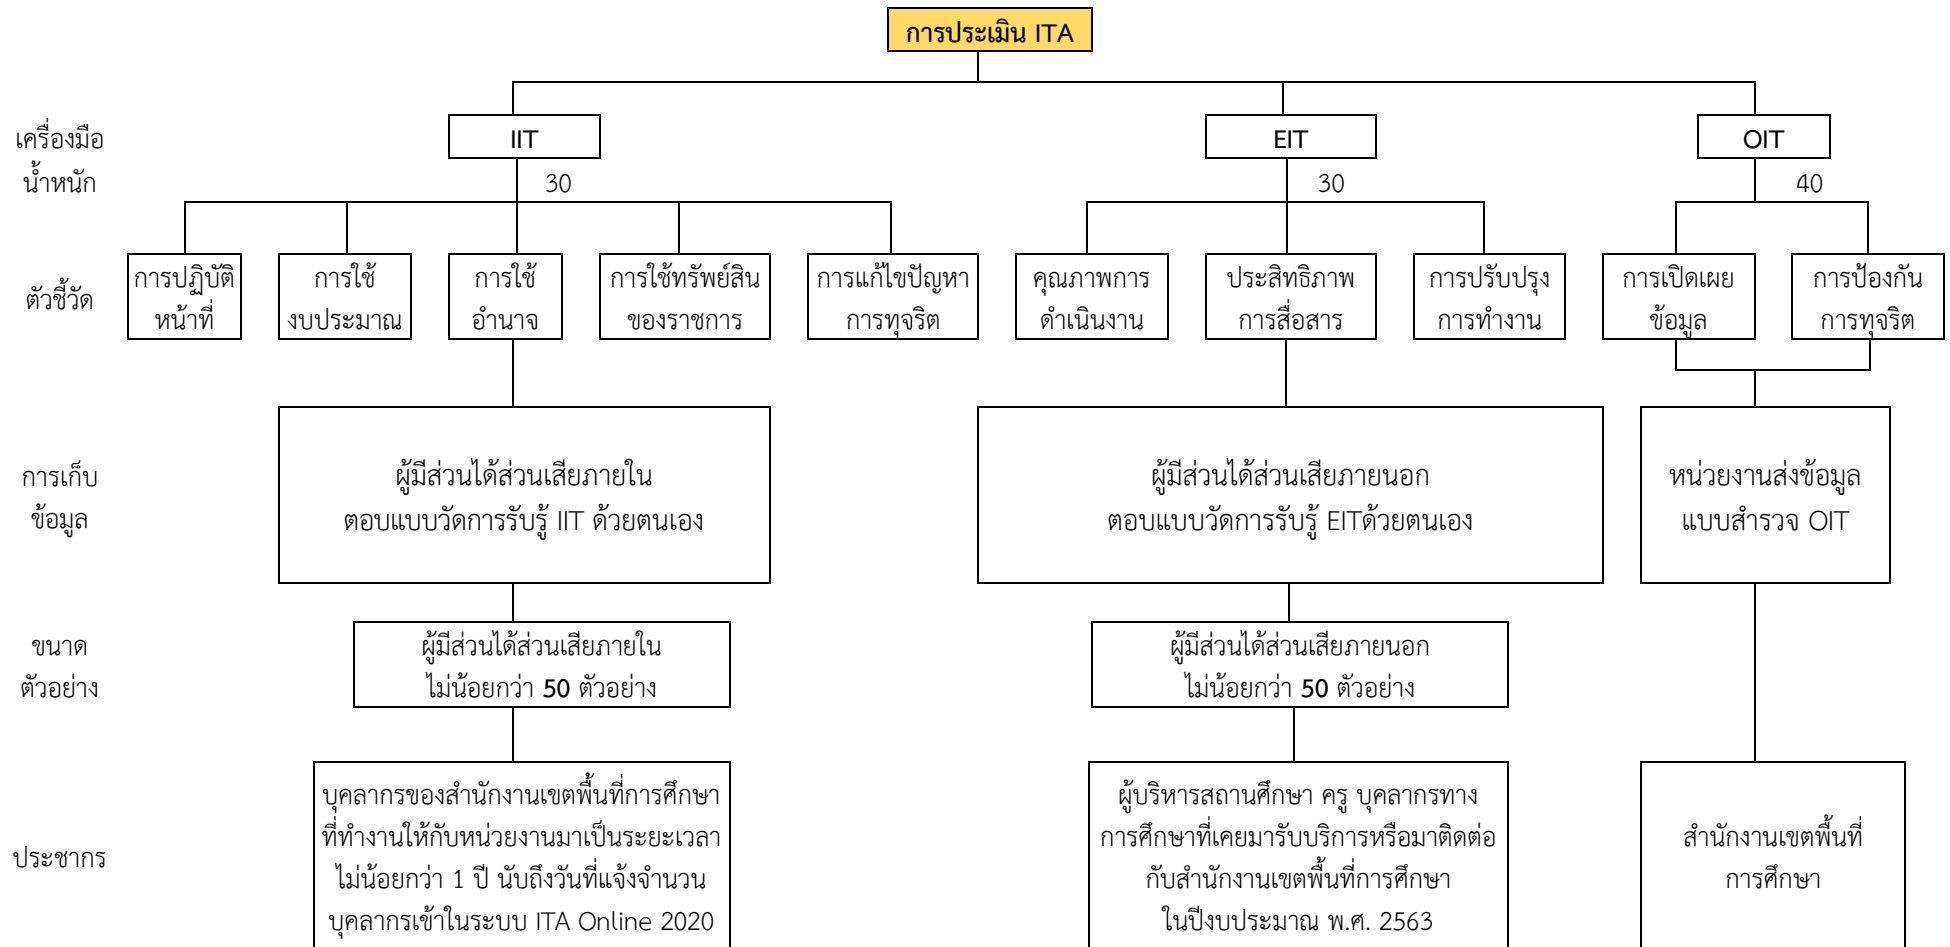 การประเมิน ITA
เครื่องมือ
IIT
EIT
OIT
น้ำหนัก
30
30
40
ตัวชี้วัด
การปฏิบัติ
หน้าที่
การใช้
งบประมาณ
การใช้
อำนาจ
การใช้ทรัพย์สิน
ของราชการ
การแก้ไขปัญหา
การทุจริต
คุณภาพการ
ดำเนินงาน
ประสิทธิภาพ
การสื่อสาร
การปรับปรุง
การทำงาน
การเปิดเผย
ข้อมูล
การป้องกัน
การทุจริต
การเก็บ
ข้อมูล
ผู้มีส่วนได้ส่วนเสียภายใน
ตอบแบบวัดการรับรู้ IIT ด้วยตนเอง
ผู้มีส่วนได้ส่วนเสียภายนอก
ตอบแบบวัดการรับรู้ EITด้วยตนเอง
หน่วยงานส่งข้อมูล
แบบสำรวจ OIT
ขนาด
ตัวอย่าง
ผู้มีส่วนได้ส่วนเสียภายใน
ไม่น้อยกว่า 50 ตัวอย่าง
ผู้มีส่วนได้ส่วนเสียภายนอก
ไม่น้อยกว่า 50 ตัวอย่าง
ประชากร
บุคลากรของสำนักงานเขตพื้นที่การศึกษา
ที่ทำงานให้กับหน่วยงานมาเป็นระยะเวลา
ไม่น้อยกว่า 1 ปี นับถึงวันที่แจ้งจำนวน
บุคลากรเข้าในระบบ ITA Online 2020
ผู้บริหารสถานศึกษา ครู บุคลากรทาง
การศึกษาที่เคยมารับบริการหรือมาติดต่อ
กับสำนักงานเขตพื้นที่การศึกษา
ในปีงบประมาณ พ.ศ. 2563
สำนักงานเขตพื้นที่
การศึกษา